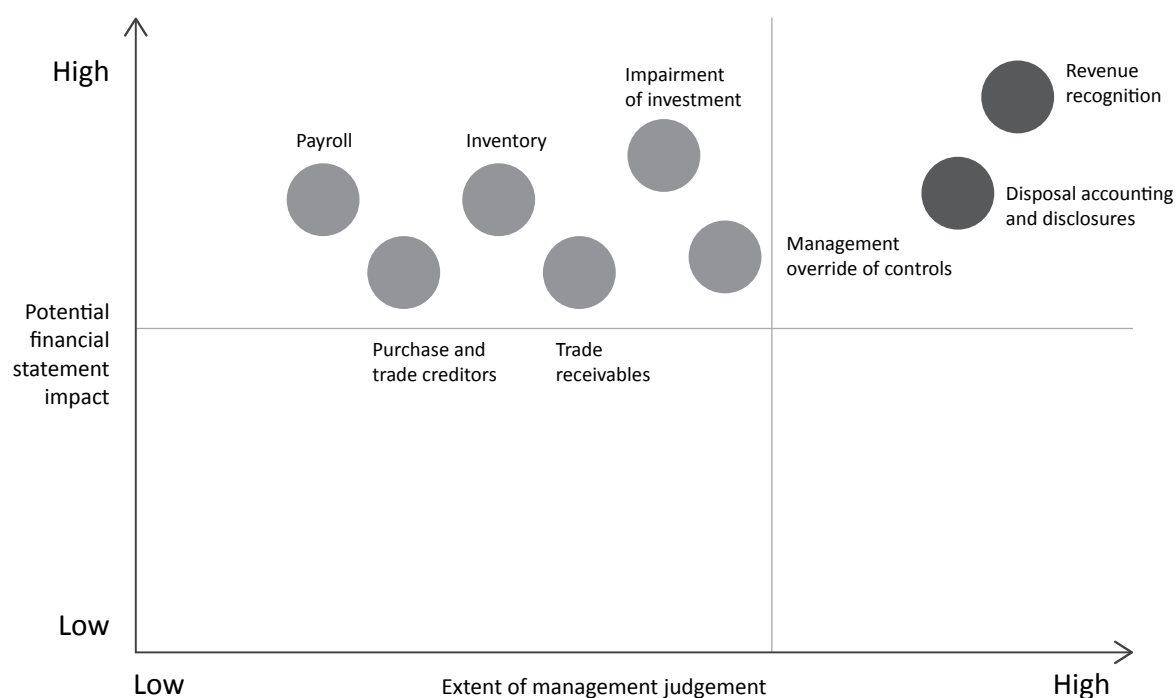 High
Impairment
of investment
Revenue
recognition
Payroll
Inventory
Disposal accounting
and disclosures
Management
override of controls
Potential
financial
statement
impact
Purchase and
trade creditors
Trade
receivables
Low
Low
Extent of management judgement
High